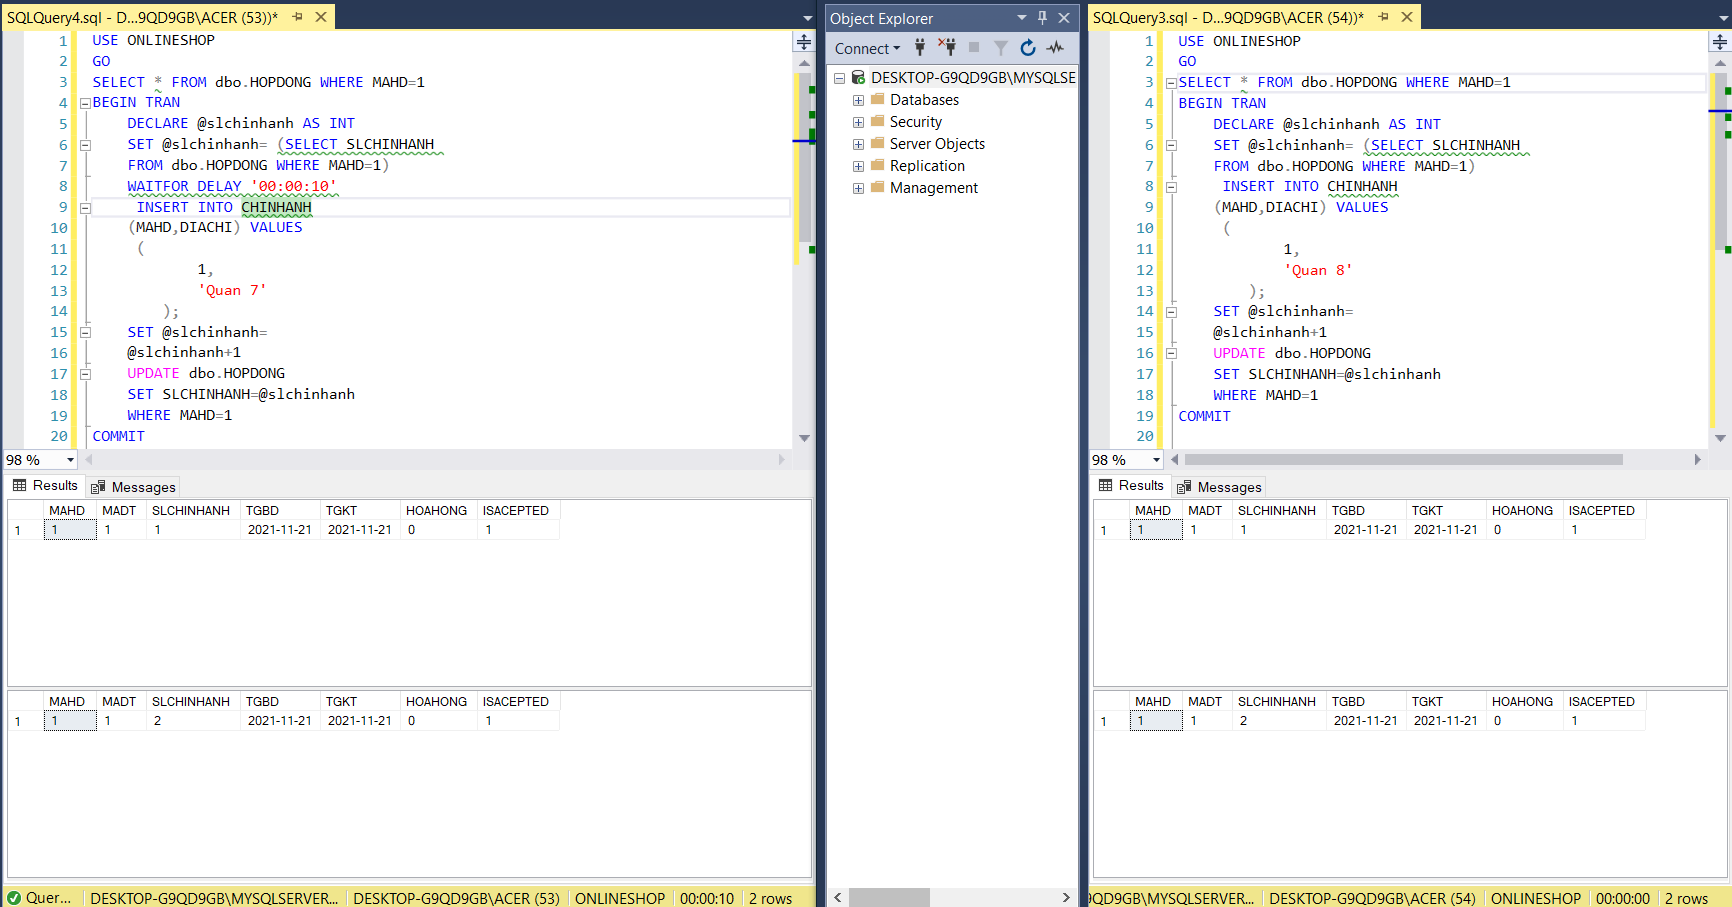 SQLQuery4.sql - D...9QD9GB\ACER (53))*
1 USE ONLINESHOP
2 GO
3 SELECT * FROM dbo.HOPDONG WHERE MAHD=1
4 BEGIN TRAN
5 DECLARE @slchinhanh AS INT
6 SET @slchinhanh= (SELECT SLCHINHANH
7 FROM dbo.HOPDONG WHERE MAHD=1)
8 WAITFOR DELAY '00:00:10'
9 INSERT INTO CHINHANH
10 (MAHD,DIACHI) VALUES
11 (
12 1,
13 'Quan 7'
14 );
15 SET @slchinhanh=
16 @slchinhanh+1
17 UPDATE dbo.HOPDONG
18 SET SLCHINHANH=@slchinhanh
19 WHERE MAHD=1
20 COMMIT
98 %
Results Messages
MAHD MADT SLCHINHANH TGBD TGKT HOAHONG ISACEPTED
1 1 1 1 2021-11-21 2021-11-21 0 1
MAHD MADT SLCHINHANH TGBD TGKT HOAHONG ISACEPTED
1 1 1 2 2021-11-21 2021-11-21 0 1
Quer... DESKTOP-G9QD9GB\MYSQLSERVER... DESKTOP-G9QD9GB\ACER (53) ONLINESHOP 00:00:10 2 rows
Object Explorer
Connect
DESKTOP-G9QD9GB\MYSQLSE
Databases
Security
Server Objects
Replication
Management
SQLQuery3.sql - D...9QD9GB\ACER (54))*
1 USE ONLINESHOP
2 GO
3 SELECT * FROM dbo.HOPDONG WHERE MAHD=1
4 BEGIN TRAN
5 DECLARE @slchinhanh AS INT
6 SET @slchinhanh= (SELECT SLCHINHANH
7 FROM dbo.HOPDONG WHERE MAHD=1)
8 INSERT INTO CHINHANH
9 (MAHD,DIACHI) VALUES
10 (
11 1,
12 'Quan 8'
13 );
14 SET @slchinhanh=
15 @slchinhanh+1
16 UPDATE dbo.HOPDONG
17 SET SLCHINHANH=@slchinhanh
18 WHERE MAHD=1
19 COMMIT
20
98 %
Results Messages
MAHD MADT SLCHINHANH TGBD TGKT HOAHONG ISACEPTED
1 1 1 1 2021-11-21 2021-11-21 0 1
MAHD MADT SLCHINHANH TGBD TGKT HOAHONG ISACEPTED
1 1 1 2 2021-11-21 2021-11-21 0 1
QD9GB\MYSQLSERVER... DESKTOP-G9QD9GB\ACER (54) ONLINESHOP 00:00:00 2 rows